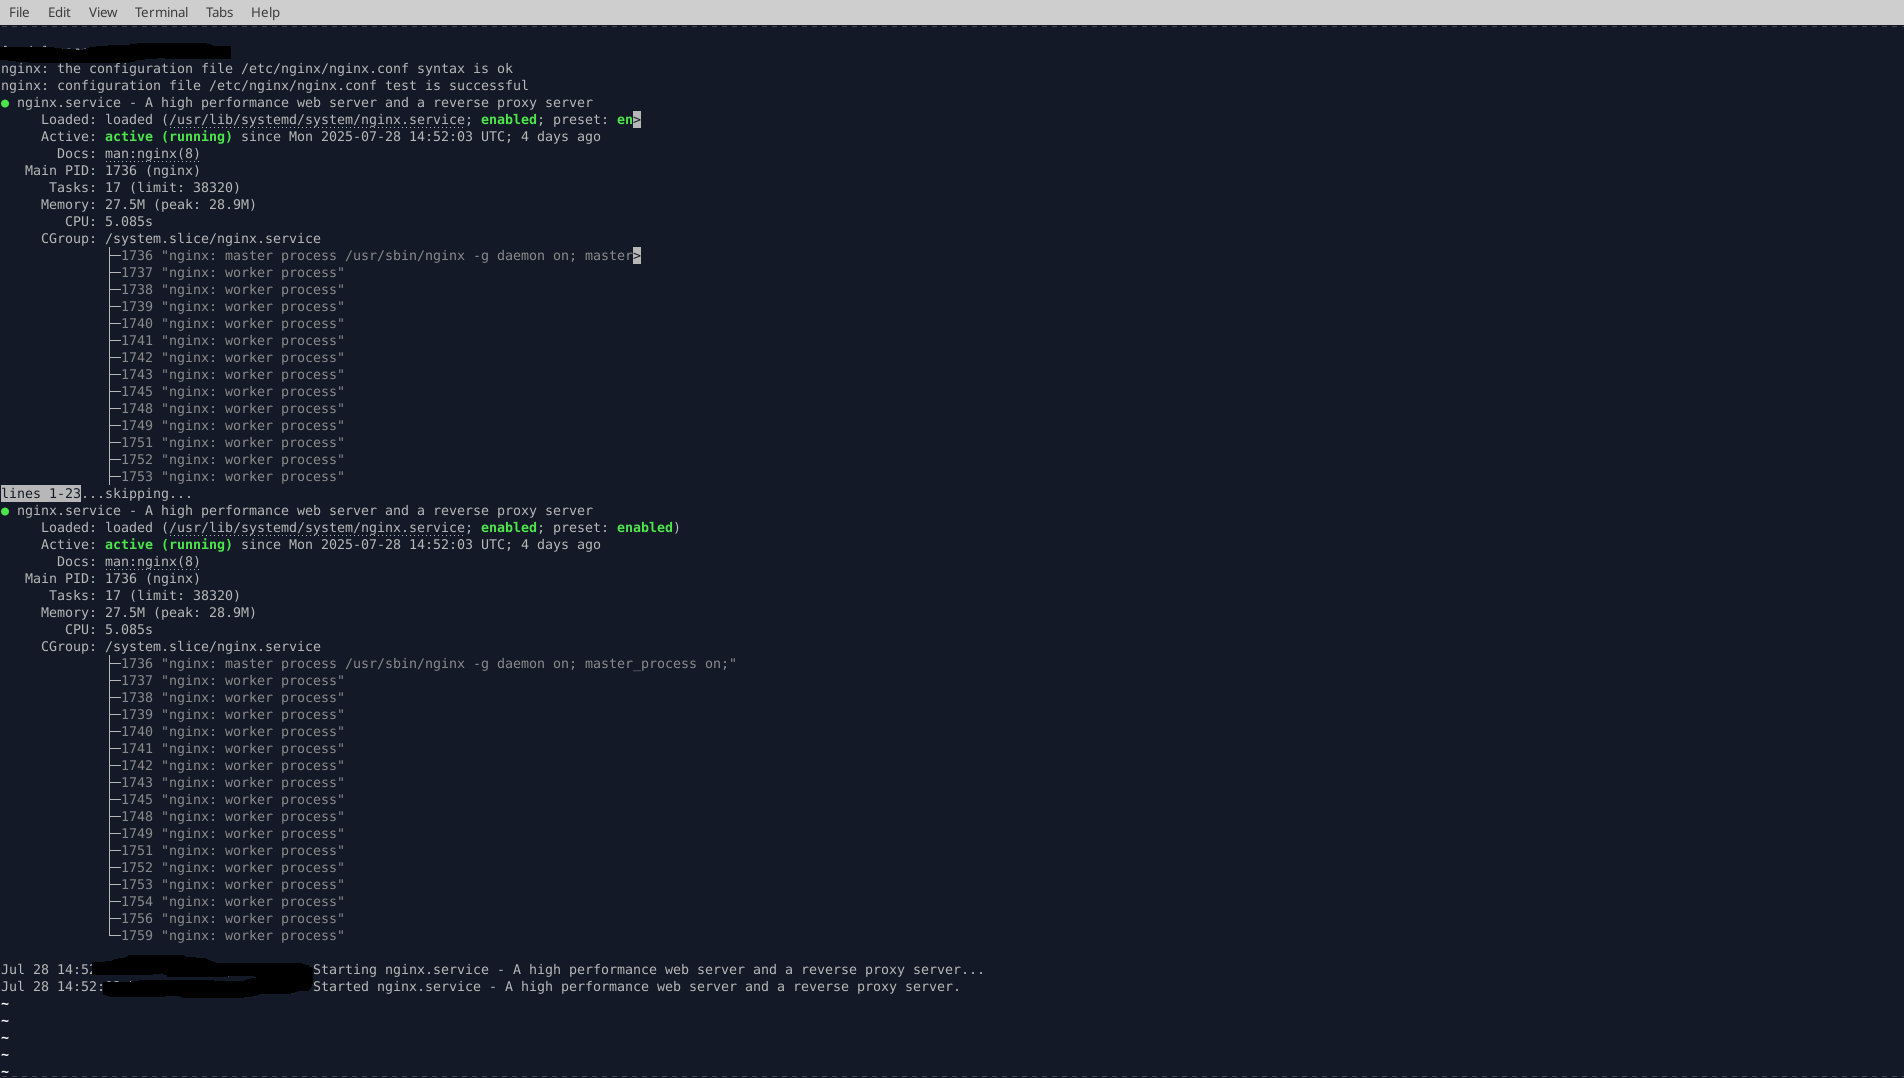 File Edit View Terminal Tabs Help
nginx: the configuration file /etc/nginx/nginx.conf syntax is ok
nginx: configuration file /etc/nginx/nginx.conf test is successful
● nginx.service - A high performance web server and a reverse proxy server
     Loaded: loaded (/usr/lib/systemd/system/nginx.service; enabled; preset: en>
     Active: active (running) since Mon 2025-07-28 14:52:03 UTC; 4 days ago
       Docs: man:nginx(8)
   Main PID: 1736 (nginx)
      Tasks: 17 (limit: 38320)
     Memory: 27.5M (peak: 28.9M)
        CPU: 5.085s
     CGroup: /system.slice/nginx.service
             ├─1736 "nginx: master process /usr/sbin/nginx -g daemon on; master>
             ├─1737 "nginx: worker process"
             ├─1738 "nginx: worker process"
             ├─1739 "nginx: worker process"
             ├─1740 "nginx: worker process"
             ├─1741 "nginx: worker process"
             ├─1742 "nginx: worker process"
             ├─1743 "nginx: worker process"
             ├─1745 "nginx: worker process"
             ├─1748 "nginx: worker process"
             ├─1749 "nginx: worker process"
             ├─1751 "nginx: worker process"
             ├─1752 "nginx: worker process"
             ├─1753 "nginx: worker process"
lines 1-23...skipping...
● nginx.service - A high performance web server and a reverse proxy server
     Loaded: loaded (/usr/lib/systemd/system/nginx.service; enabled; preset: enabled)
     Active: active (running) since Mon 2025-07-28 14:52:03 UTC; 4 days ago
       Docs: man:nginx(8)
   Main PID: 1736 (nginx)
      Tasks: 17 (limit: 38320)
     Memory: 27.5M (peak: 28.9M)
        CPU: 5.085s
     CGroup: /system.slice/nginx.service
             ├─1736 "nginx: master process /usr/sbin/nginx -g daemon on; master_process on;"
             ├─1737 "nginx: worker process"
             ├─1738 "nginx: worker process"
             ├─1739 "nginx: worker process"
             ├─1740 "nginx: worker process"
             ├─1741 "nginx: worker process"
             ├─1742 "nginx: worker process"
             ├─1743 "nginx: worker process"
             ├─1745 "nginx: worker process"
             ├─1748 "nginx: worker process"
             ├─1749 "nginx: worker process"
             ├─1751 "nginx: worker process"
             ├─1752 "nginx: worker process"
             ├─1753 "nginx: worker process"
             ├─1754 "nginx: worker process"
             ├─1756 "nginx: worker process"
             └─1759 "nginx: worker process"
Jul 28 14:52 Starting nginx.service - A high performance web server and a reverse proxy server...
Jul 28 14:52: Started nginx.service - A high performance web server and a reverse proxy server.
~
~
~
~
~